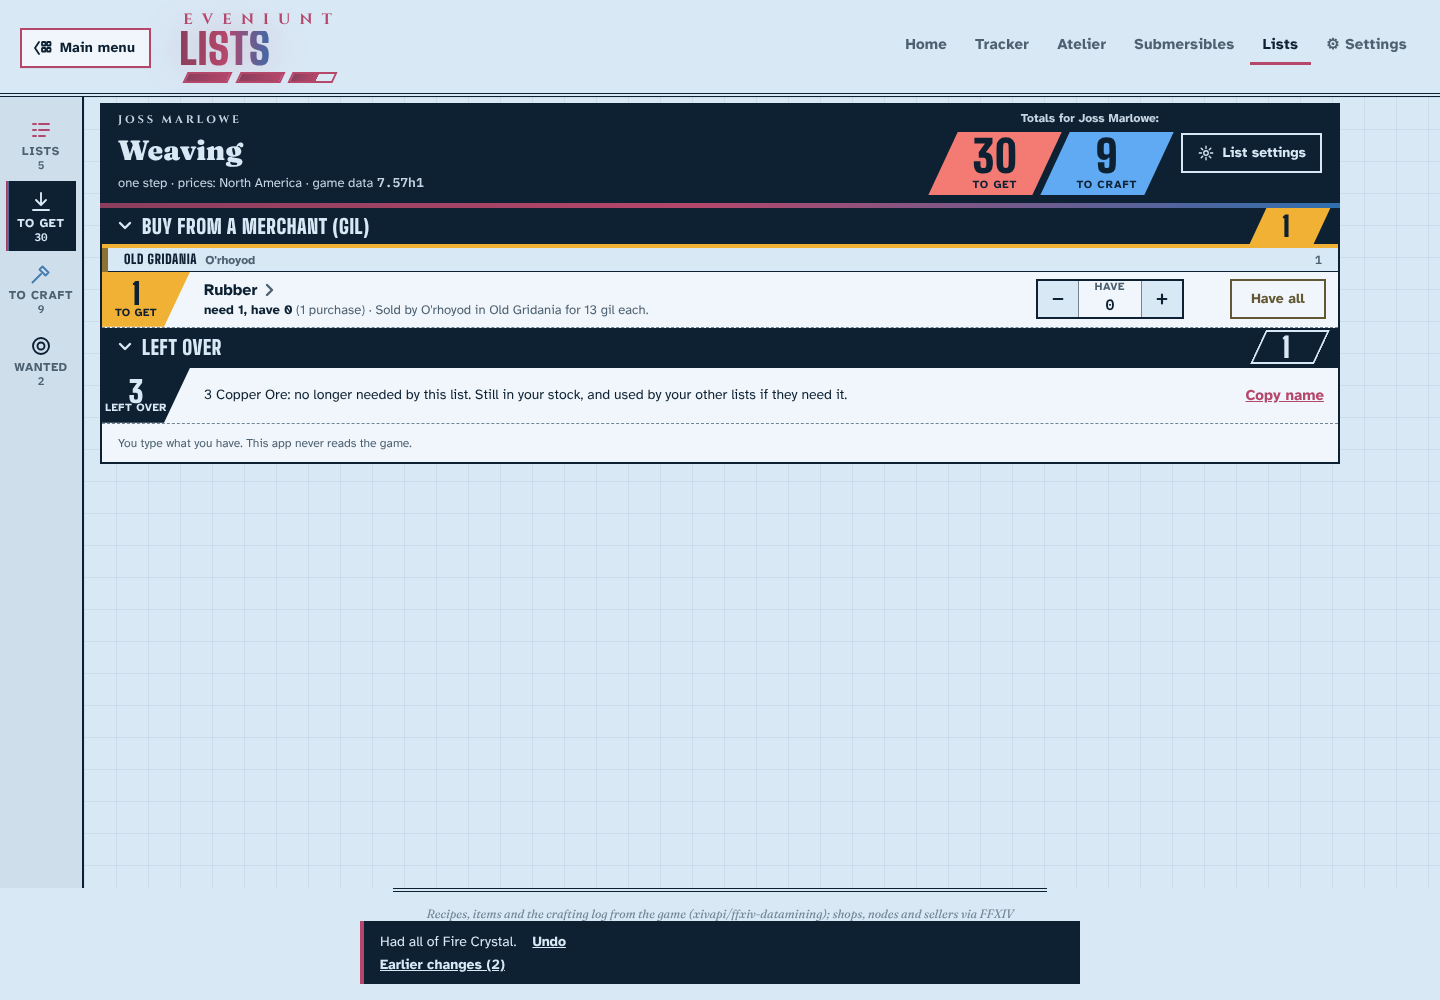 Main menu
EVENIUNT
LISTS
Home
Tracker
Atelier
Submersibles
Lists
⚙ Settings
LISTS
5
TO GET
30
TO CRAFT
9
WANTED
2
JOSS MARLOWE
Weaving
one step · prices: North America · game data 7.57h1
Totals for Joss Marlowe:
30
TO GET
9
TO CRAFT
List settings
BUY FROM A MERCHANT (GIL)
1
OLD GRIDANIA O'rhoyod
1
1
TO GET
Rubber
need 1, have 0 (1 purchase) · Sold by O'rhoyod in Old Gridania for 13 gil each.
−
HAVE
0
+
Have all
LEFT OVER
1
3
LEFT OVER
3 Copper Ore: no longer needed by this list. Still in your stock, and used by your other lists if they need it.
Copy name
You type what you have. This app never reads the game.
Recipes, items and the crafting log from the game (xivapi/ffxiv-datamining); shops, nodes and sellers via FFXIV
Had all of Fire Crystal. Undo
Earlier changes (2)